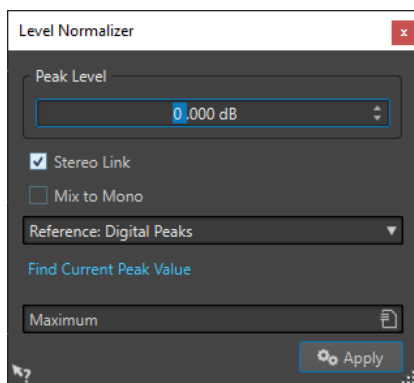 Level Normalizer
Peak Level
0.000 dB
Stereo Link
Mix to Mono
Reference: Digital Peaks
Find Current Peak Value
Maximum
Apply